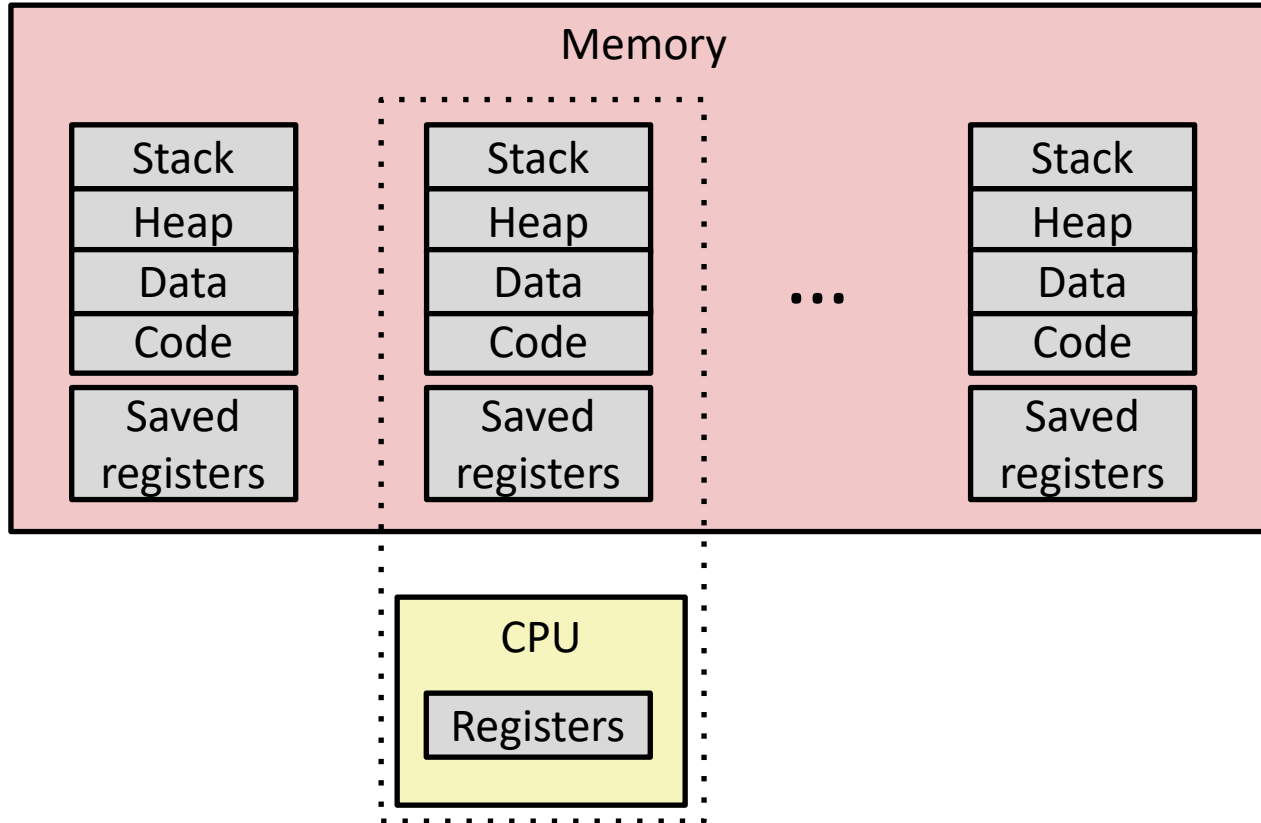 Memory
Stack
Heap
Data
Code
Saved
registers
Stack
Heap
Data
Code
Saved
registers
...
Stack
Heap
Data
Code
Saved
registers
CPU
Registers